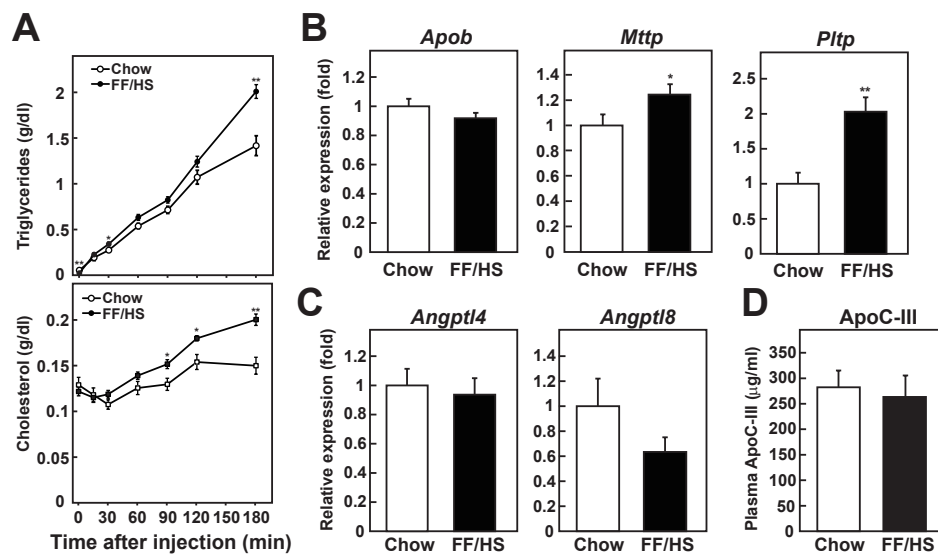 A
Chow
FF/HS
**
*
**
Triglycerides (g/dl)
2
1.5
1
0.5
0
Chow
FF/HS
*
*
**
Cholesterol (g/dl)
0.2
0.15
0.1
0.05
0
0 30 60 90 120 150 180
Time after injection (min)
B
Apob
Relative expression (fold)
1.2
1
0.8
0.6
0.4
0.2
0
Chow FF/HS
Mttp
*
1.4
1.2
1.0
0.8
0.6
0.4
0.2
0
Chow FF/HS
Pltp
**
2.5
2
1.5
1
0.5
0
Chow FF/HS
C
Angptl4
Relative expression (fold)
1.2
1
0.8
0.6
0.4
0.2
0
Chow FF/HS
Angptl8
1.4
1.2
1
0.8
0.6
0.4
0.2
0
Chow FF/HS
D
ApoC-III
Plasma ApoC-III (μg/ml)
350
300
250
200
150
100
50
0
Chow FF/HS